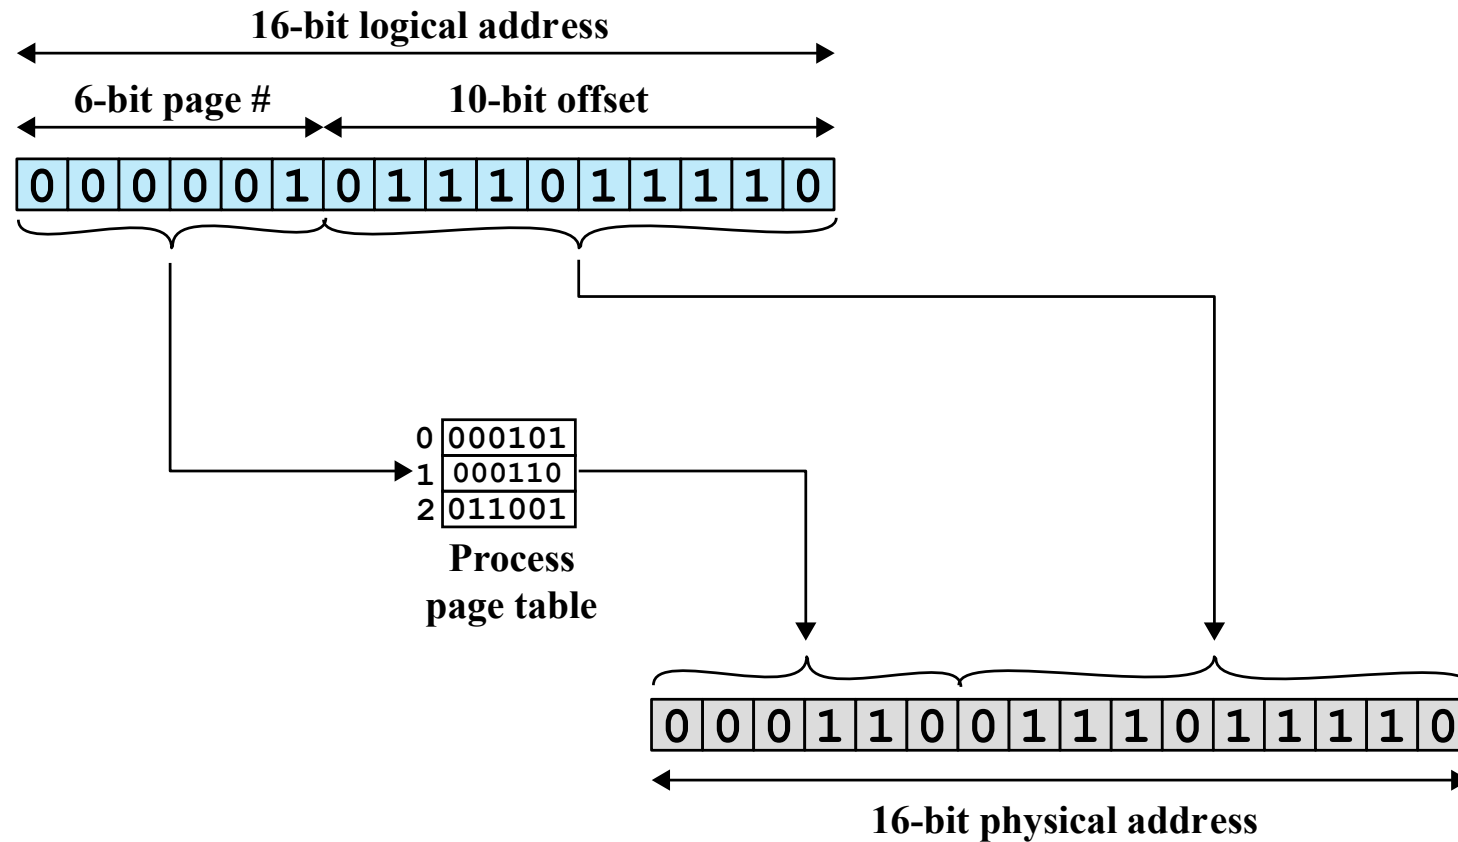 16-bit logical address
6-bit page # 10-bit offset
0 0 0 0 0 1 0 1 1 1 0 1 1 1 1 0
0 000101
1 000110
2 011001
Process
page table
0 0 0 1 1 0 0 1 1 1 0 1 1 1 1 0
16-bit physical address